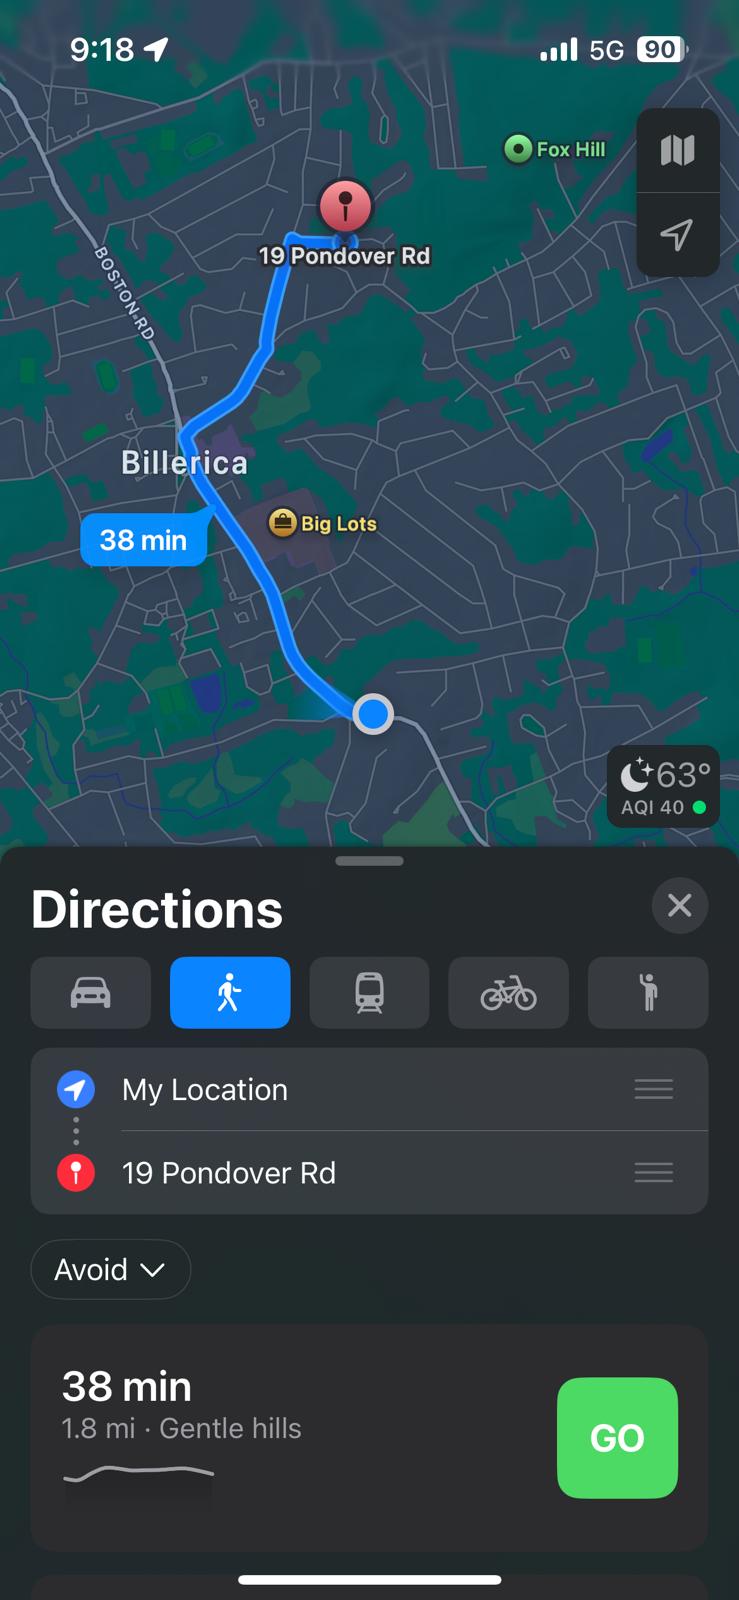 9:18
5G
90
Fox Hill
19 Pondover Rd
BOSTON RD
Billerica
38 min
Big Lots
63°
AQI 40
Directions
My Location
19 Pondover Rd
Avoid
38 min
1.8 mi · Gentle hills
GO